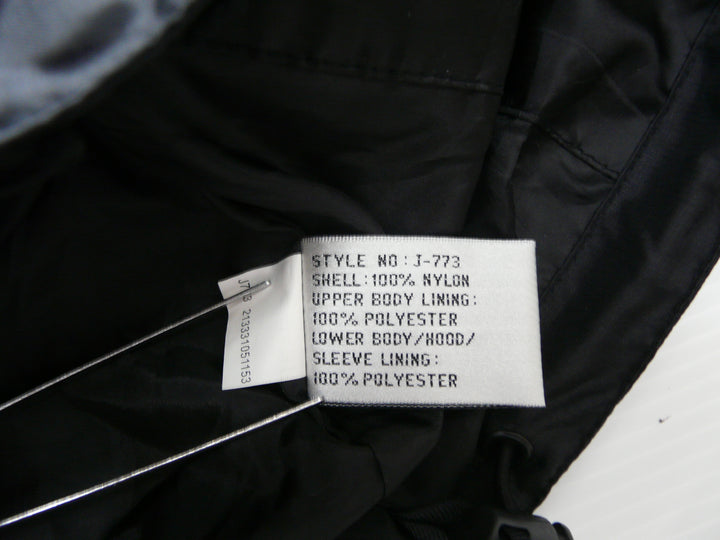 STYLE NO: J-773
SHELL: 100% NYLON
UPPER BODY LINING:
100% POLYESTER
LOWER BODY/HOOD/
SLEEVE LINING:
100% POLYESTER
213331051153